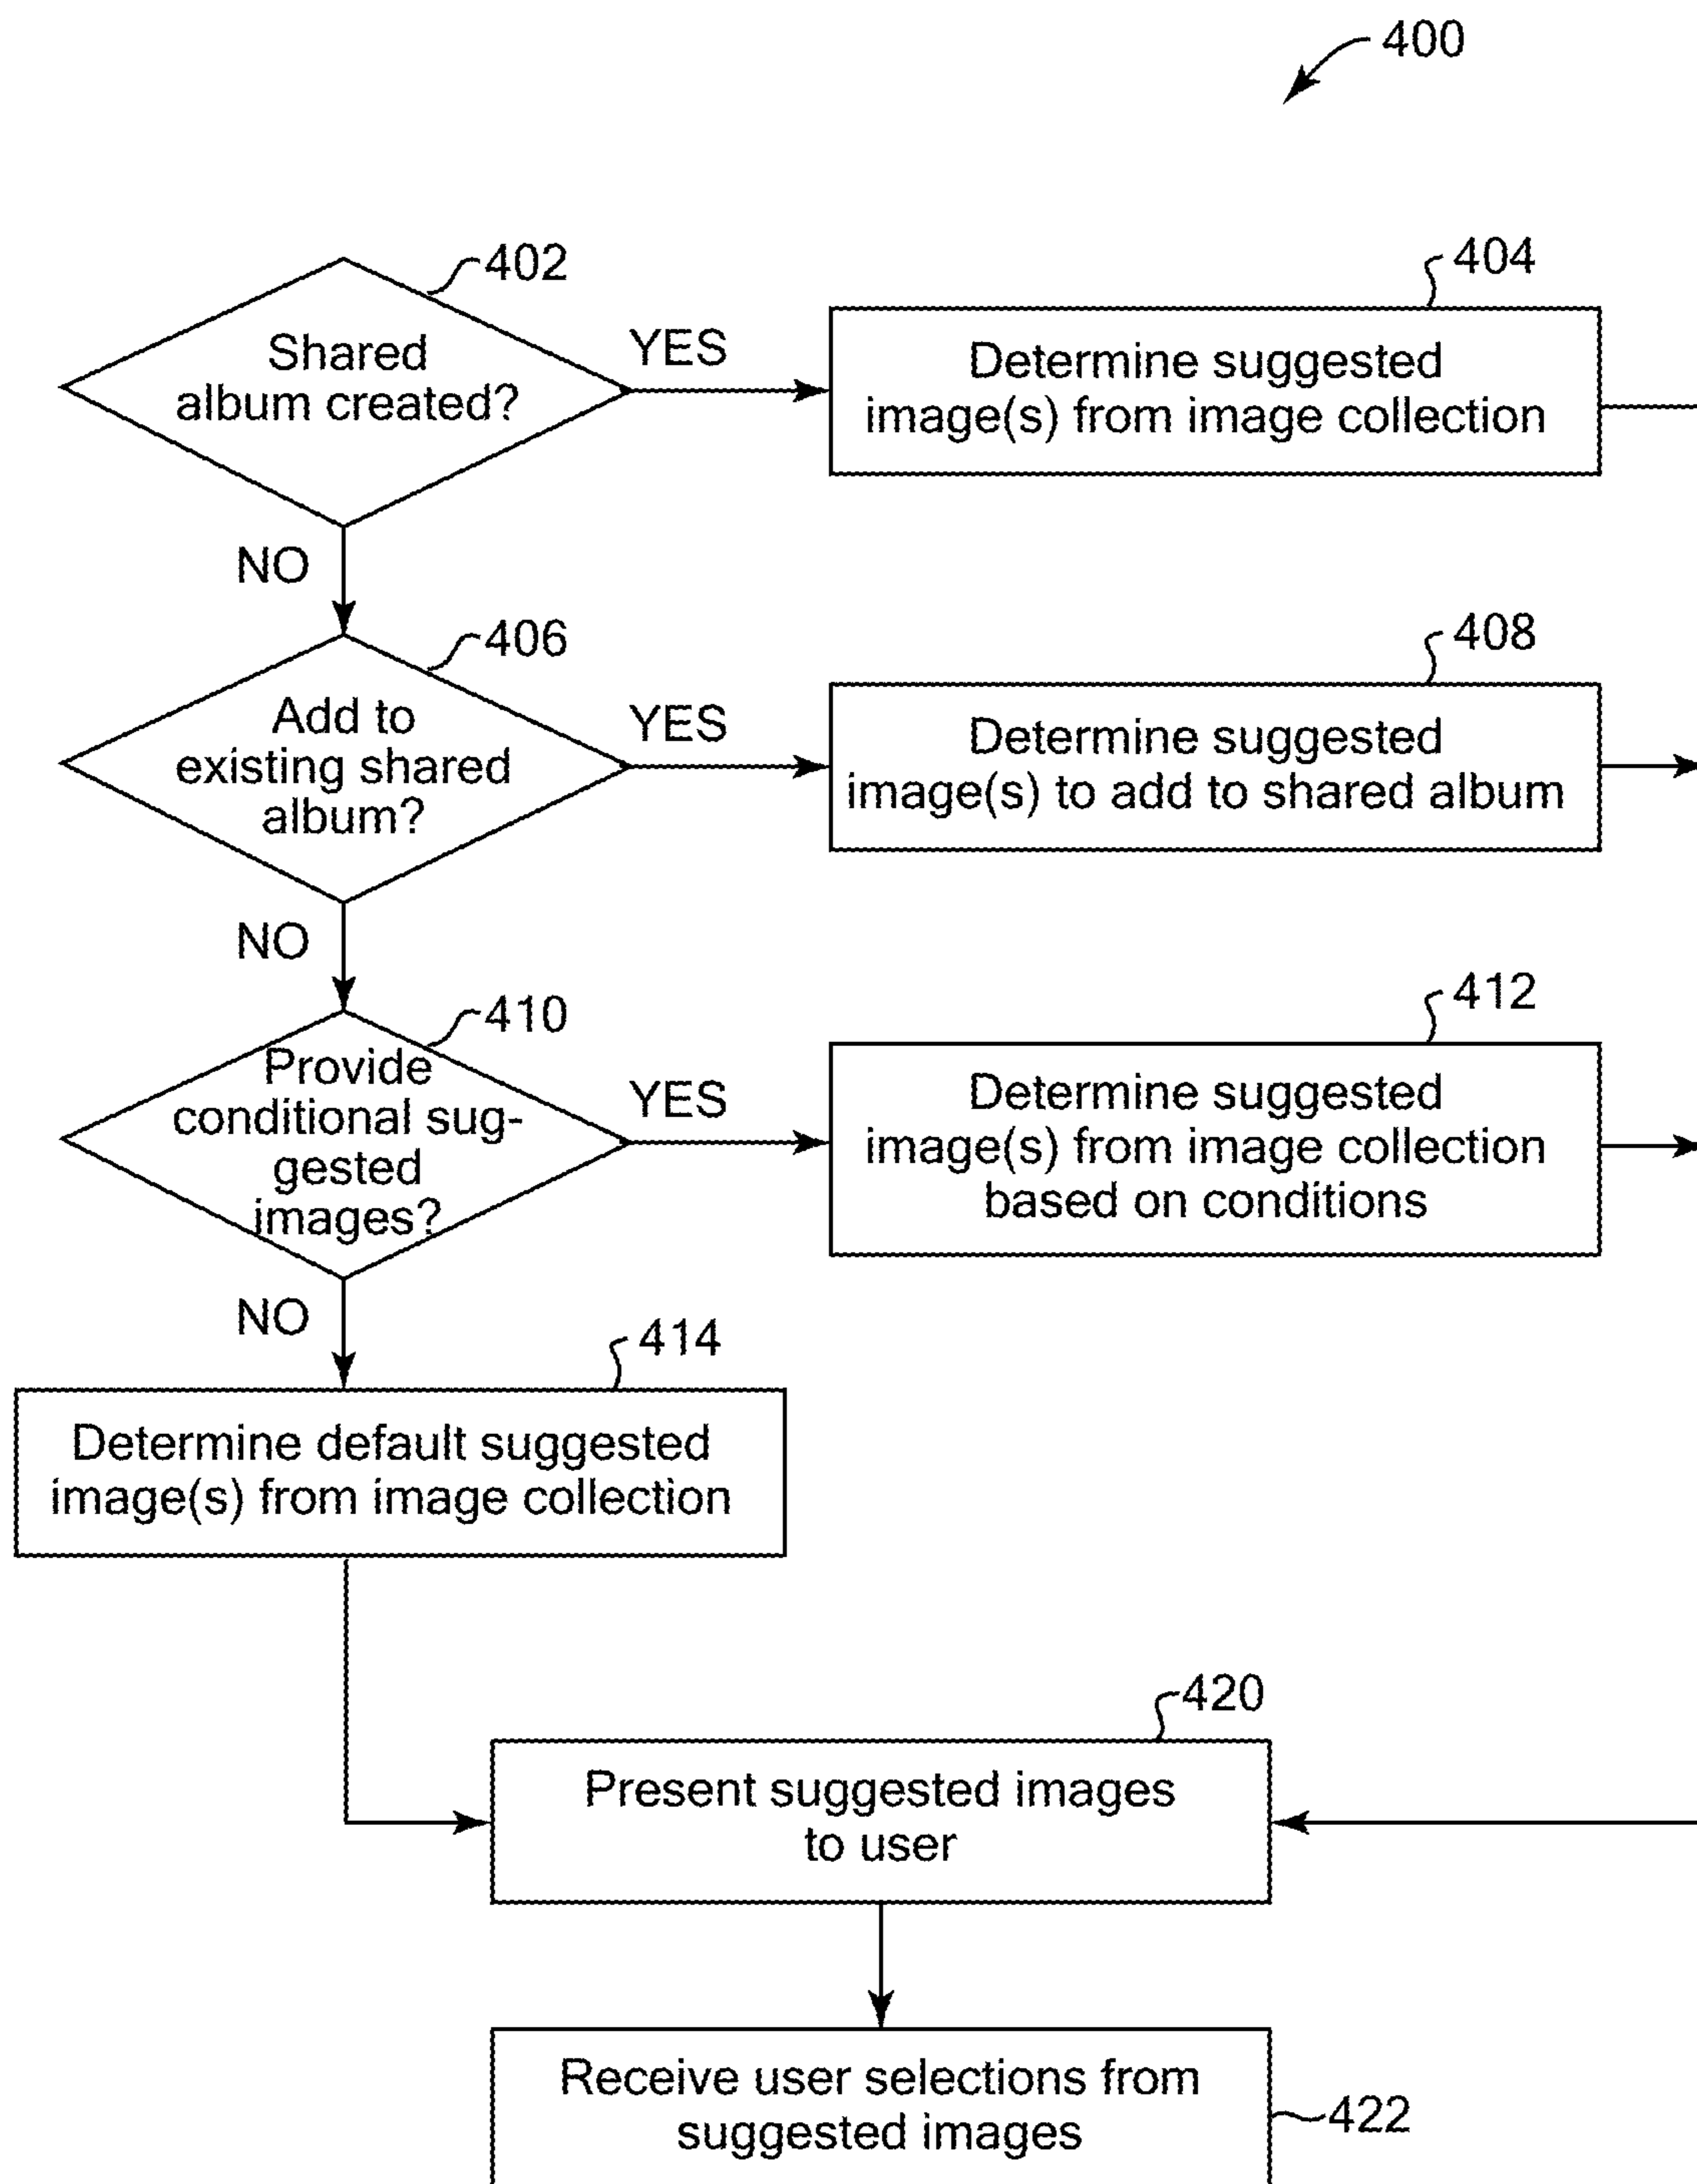 400
402
Shared
album created?
YES
404
Determine suggested
image(s) from image collection
NO
406
Add to
existing shared
album?
YES
408
Determine suggested
image(s) to add to shared album
NO
410
Provide
conditional sug-
gested
images?
YES
412
Determine suggested
image(s) from image collection
based on conditions
NO
414
Determine default suggested
image(s) from image collection
420
Present suggested images
to user
Receive user selections from
suggested images
422